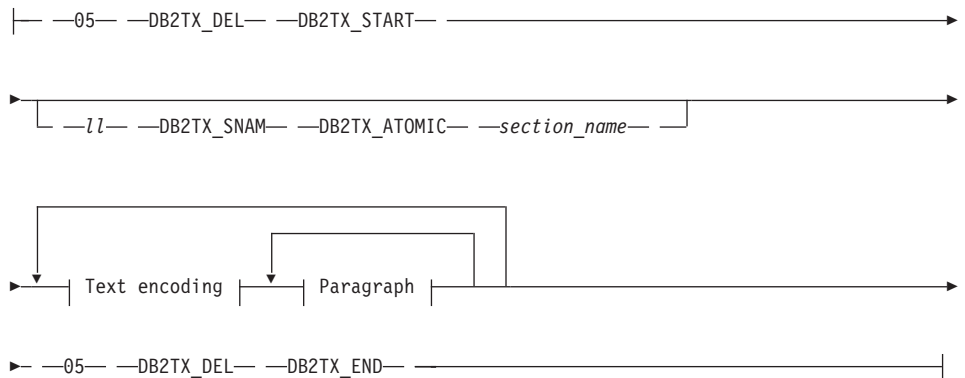 05 DB2TX_DEL DB2TX_START
ll DB2TX_SNAM DB2TX_ATOMIC section_name
Text encoding Paragraph
05 DB2TX_DEL DB2TX_END